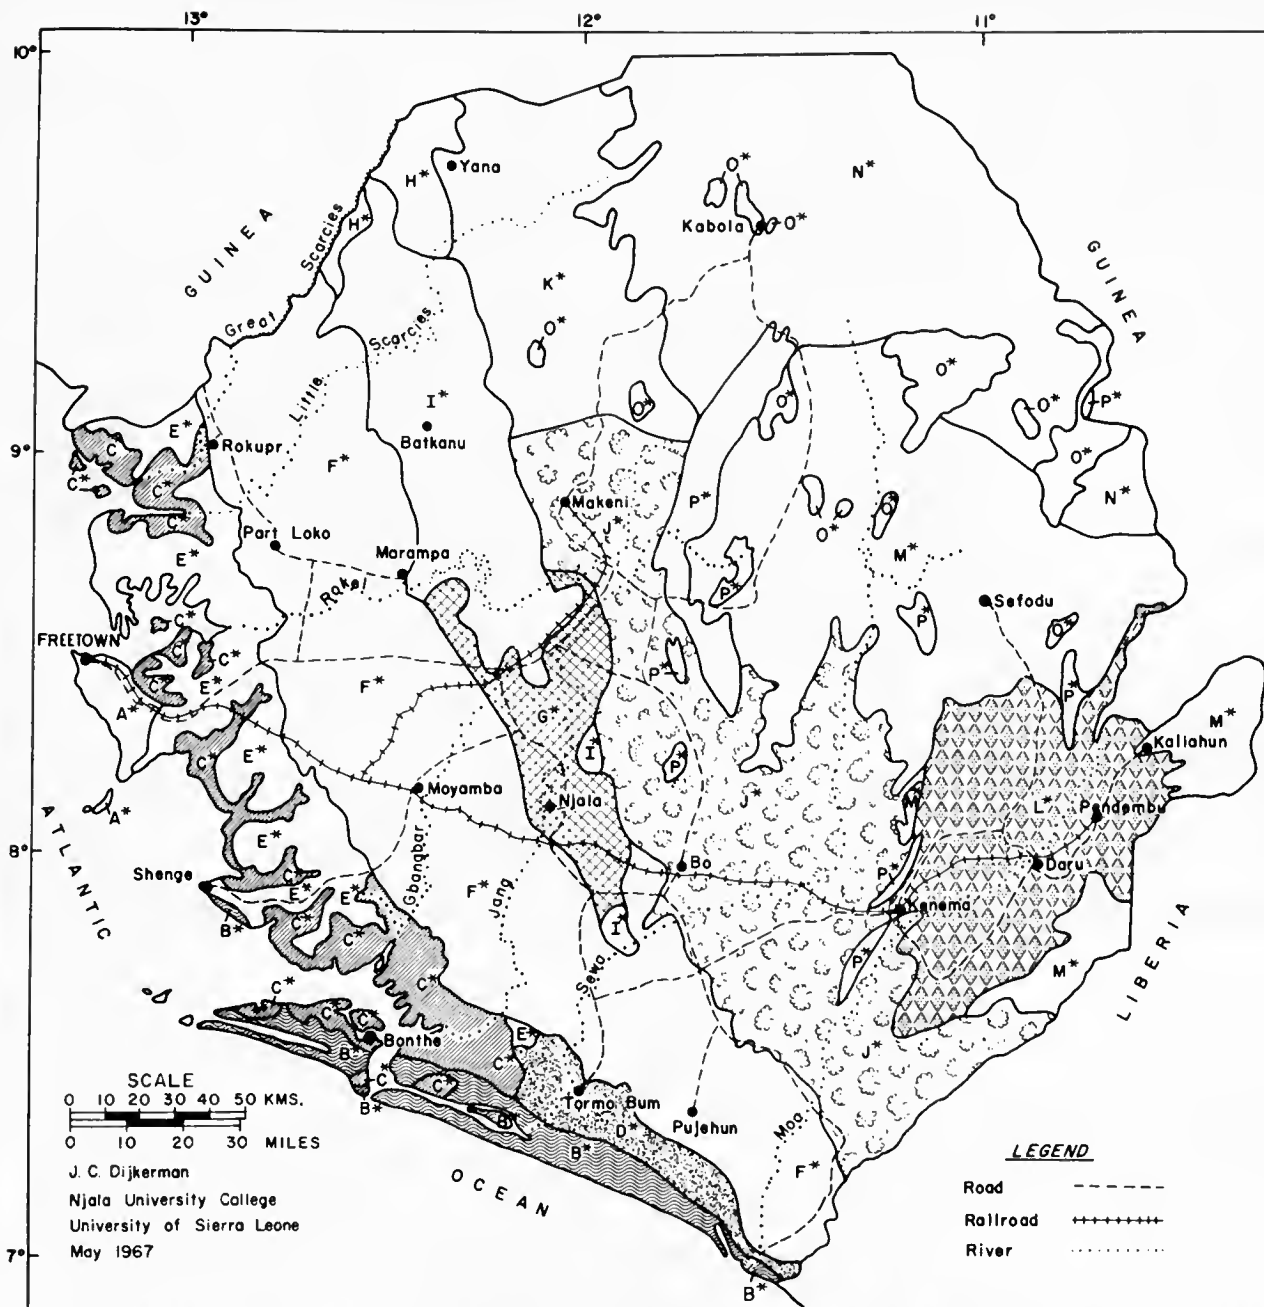 13° 12° 11°
10°
Yana
H*
O*
N*
Kabola
O*
GUINEA
Scarcies
H*
GUINEA
K*
Great
Scarcies
O*
Little
O*
O*
P*
I*
O*
O*
E*
Batkanu
9°
Rokupr
C*
F*
O*
C*
C*
N*
Makeni
P*
J*
O*
C*
O*
Port Loko
M*
E*
Marampa
Rokel
P*
Sefodu
P*
C*
O*
FREETOWN
C*
C*
P*
E*
F*
P*
C*
A*
G*
M*
I*
Kaliahun
C*
E*
P*
Moyamba
Njala
J*
M*
L*
Pendembu
A*
ATLANTIC
E*
8°
Bo
Daru
Shenge
C*
P*
E*
E*
Gbangbar
F*
Jang
Kenema
B*
C*
I*
C*
P*
M*
LIBERIA
C*
C*
Sewa
C*
E*
Bonthe
B*
C*
J*
C*
C*
B*
Tormo Bum
B*
D*
Pujehun
Moa
B*
F*
SCALE
0 10 20 30 40 50 KMS.
0 10 20 30 MILES
OCEAN
J. C. Dijkerman
Njala University College
University of Sierra Leone
May 1967
7°
B*
LEGEND
Road
Railroad
River